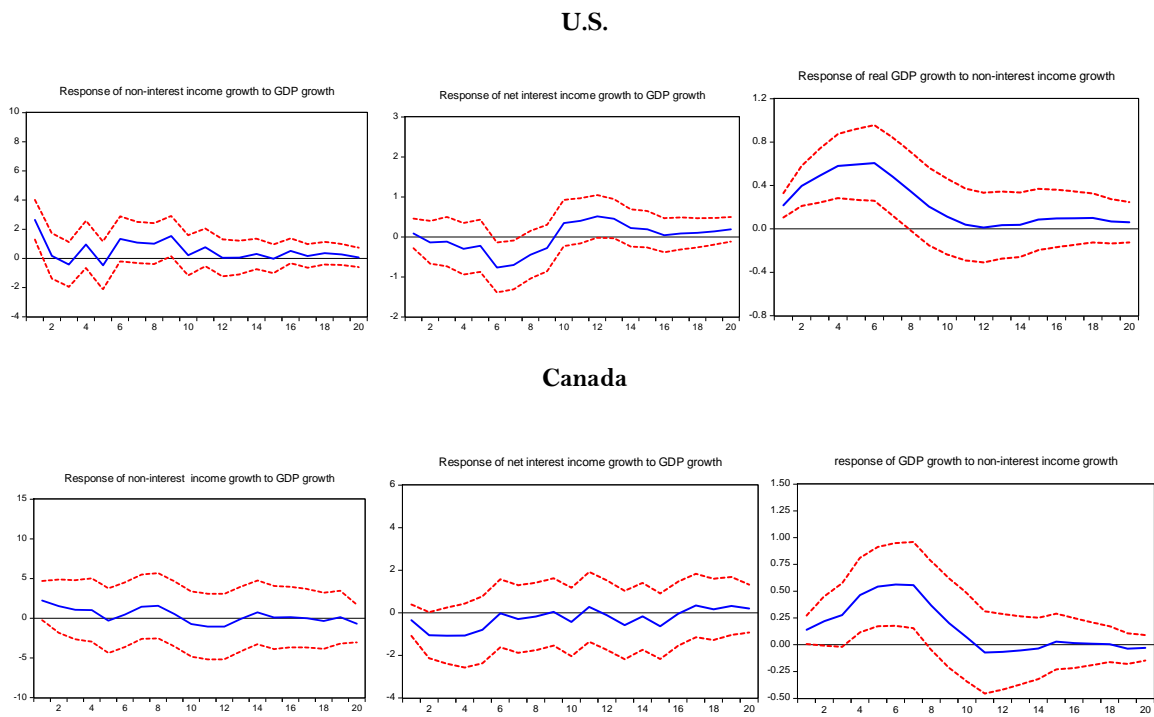 U.S.
Response of non-interest income growth to GDP growth
10
8
6
4
2
0
-2
-4
2 4 6 8 10 12 14 16 18 20
Response of net interest income growth to GDP growth
3
2
1
0
-1
-2
2 4 6 8 10 12 14 16 18 20
Response of real GDP growth to non-interest income growth
1.2
0.8
0.4
0.0
-0.4
-0.8
2 4 6 8 10 12 14 16 18 20
Canada
Response of non-interest income growth to GDP growth
15
10
5
0
-5
-10
2 4 6 8 10 12 14 16 18 20
Response of net interest income growth to GDP growth
6
4
2
0
-2
-4
2 4 6 8 10 12 14 16 18 20
response of GDP growth to non-interest income growth
1.50
1.25
1.00
0.75
0.50
0.25
0.00
-0.25
-0.50
2 4 6 8 10 12 14 16 18 20